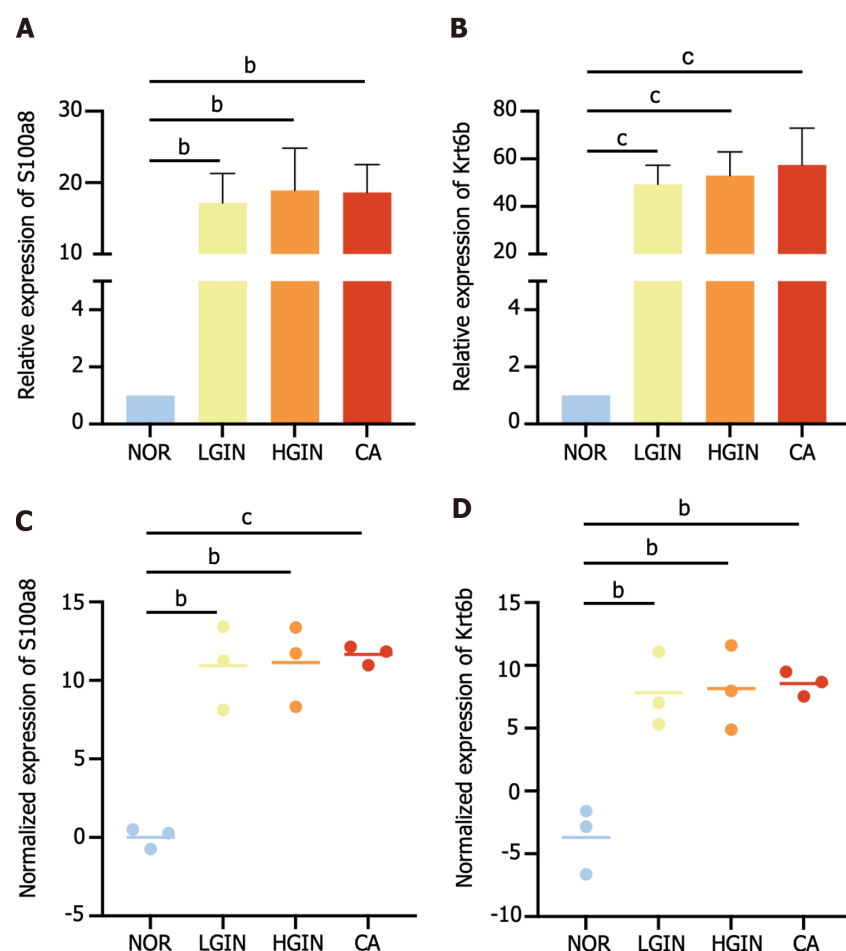 A
b
b
b
30
20
10
4
2
0
Relative expression of S100a8
NOR LGIN HGIN CA
B
c
c
c
80
60
40
20
4
2
0
Relative expression of Krt6b
NOR LGIN HGIN CA
C
c
b
b
15
10
5
0
-5
Normalized expression of S100a8
NOR LGIN HGIN CA
D
b
b
b
15
10
5
0
-5
-10
Normalized expression of Krt6b
NOR LGIN HGIN CA